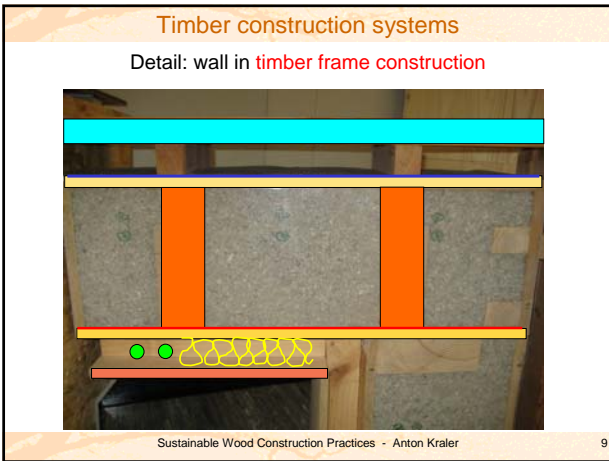 Timber construction systems
Detail: wall in timber frame construction
Sustainable Wood Construction Practices - Anton Kraler
9